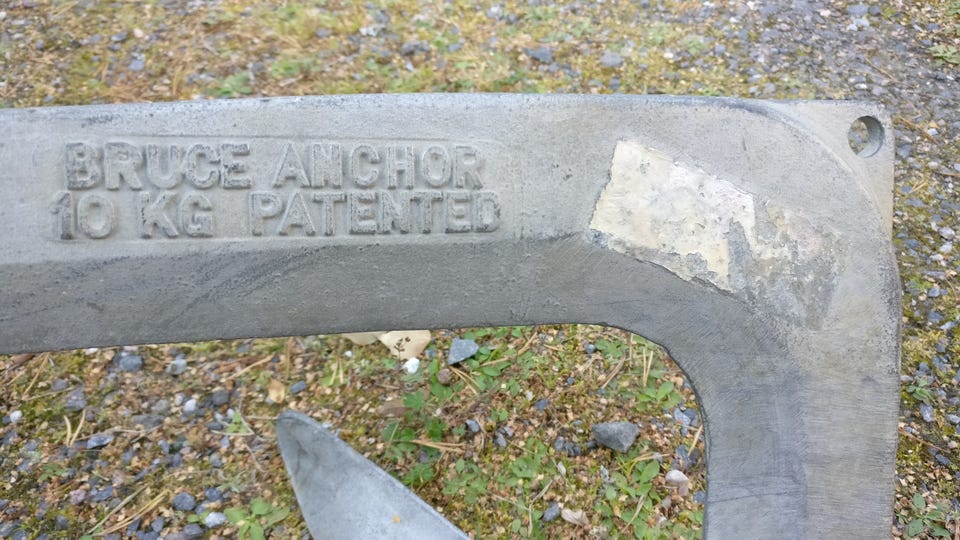 BRUCE ANCHOR
10 KG PATENTED